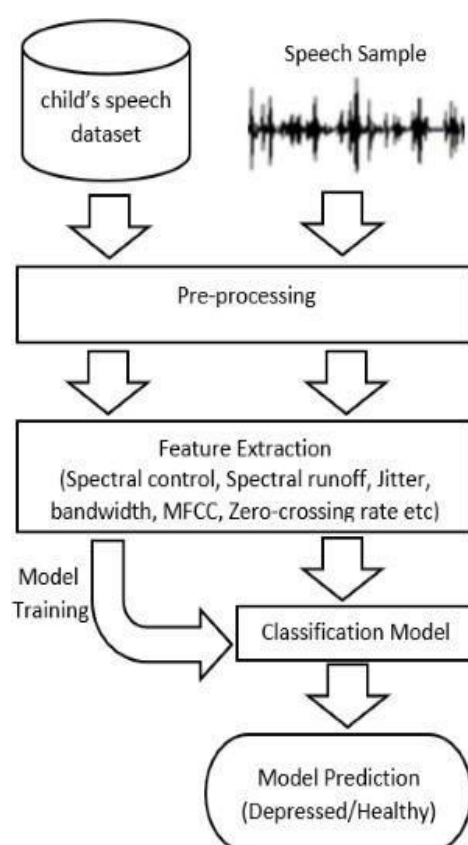 child's speech
dataset
Speech Sample
Pre-processing
Feature Extraction
(Spectral control, Spectral runoff, Jitter,
bandwidth, MFCC, Zero-crossing rate etc)
Model
Training
Classification Model
Model Prediction
(Depressed/Healthy)